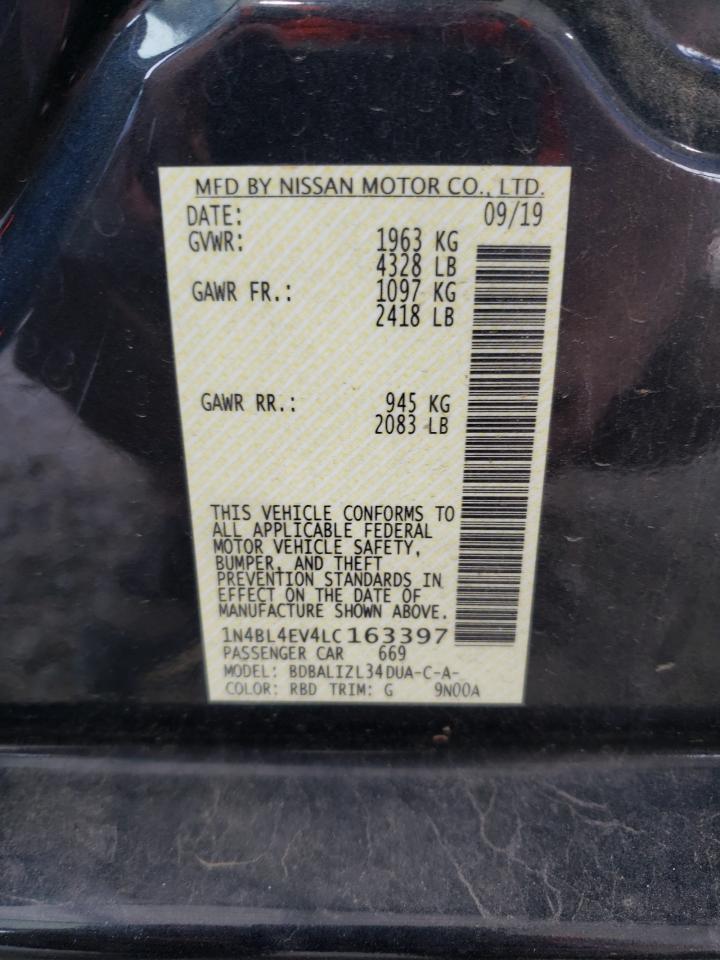 MFD BY NISSAN MOTOR CO., LTD.
DATE: 09/19
GVWR: 1963 KG
4328 LB
GAWR FR.: 1097 KG
2418 LB
GAWR RR.: 945 KG
2083 LB
THIS VEHICLE CONFORMS TO
ALL APPLICABLE FEDERAL
MOTOR VEHICLE SAFETY,
BUMPER, AND THEFT
PREVENTION STANDARDS IN
EFFECT ON THE DATE OF
MANUFACTURE SHOWN ABOVE.
1N4BL4EV4LC163397
PASSENGER CAR 669
MODEL: BDBALIZL34DUA-C-A-
COLOR: RBD TRIM: G 9N00A